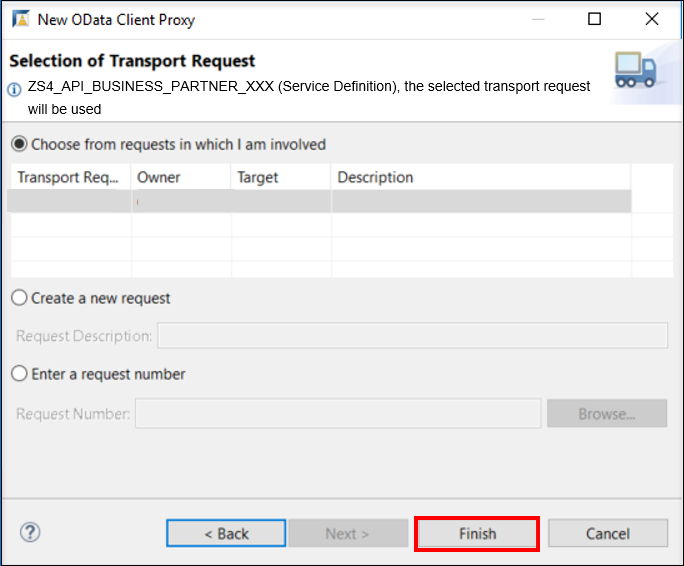 New OData Client Proxy
Selection of Transport Request
ZS4_API_BUSINESS_PARTNER_XXX (Service Definition), the selected transport request
will be used
Choose from requests in which I am involved
Transport Req... Owner Target Description
Create a new request
Request Description:
Enter a request number
Request Number: Browse...
? < Back Next > Finish Cancel